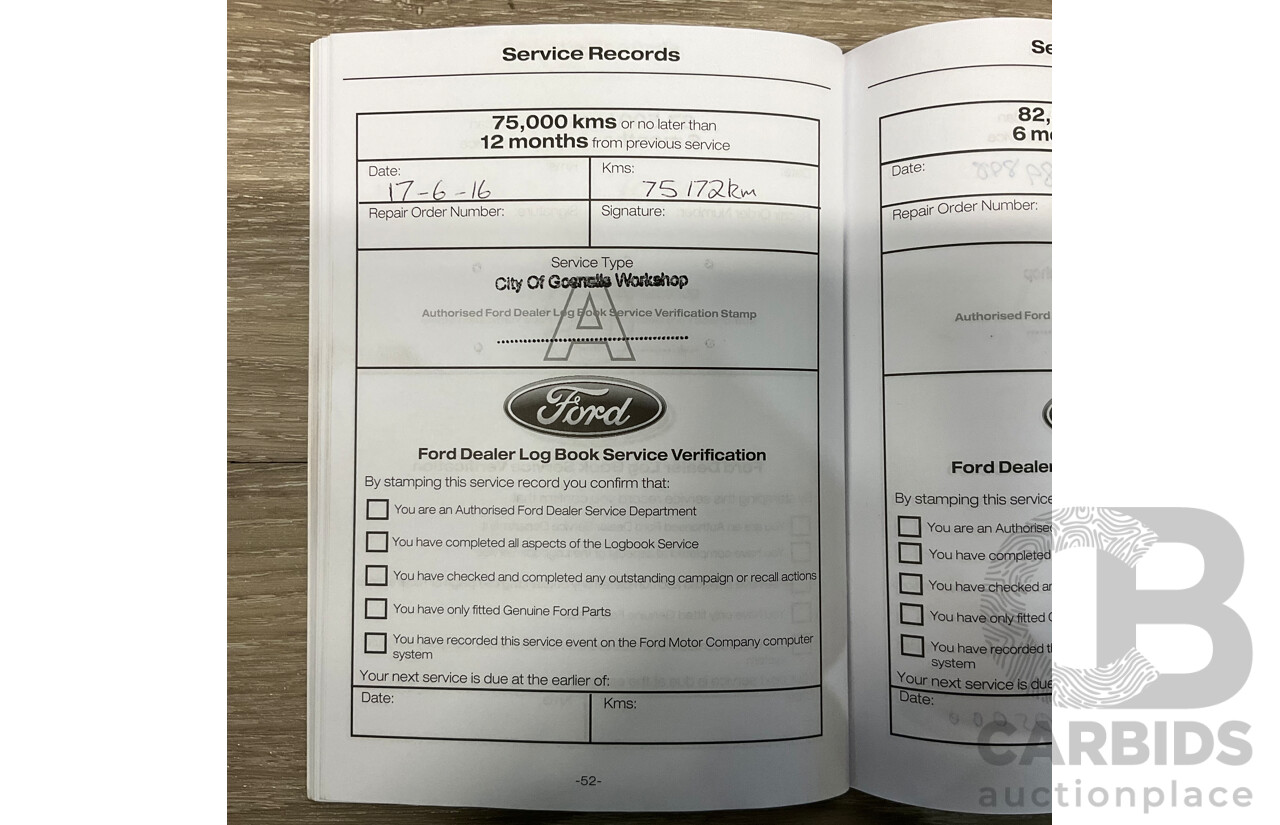 Service Records
75,000 kms or no later than
12 months from previous service
Date:
17-6-16
Kms:
75 172km
Repair Order Number:
Signature:
Service Type
City Of Gosnells Workshop
A
Authorised Ford Dealer Log Book Service Verification Stamp
Ford
Ford Dealer Log Book Service Verification
By stamping this service record you confirm that:
You are an Authorised Ford Dealer Service Department
You have completed all aspects of the Logbook Service
You have checked and completed any outstanding campaign or recall actions
You have only fitted Genuine Ford Parts
You have recorded this service event on the Ford Motor Company computer
system
Your next service is due at the earlier of:
Date:
Kms:
-52-
Se
82,
6 m
Date:
Repair Order Number:
Authorised Ford
Ford Dealer
By stamping this service
You are an Authorise
You have completed
You have checked an
You have only fitted
You have recorded t
system
Your next service is due
Date:
CB
CARBIDS
auctionplace